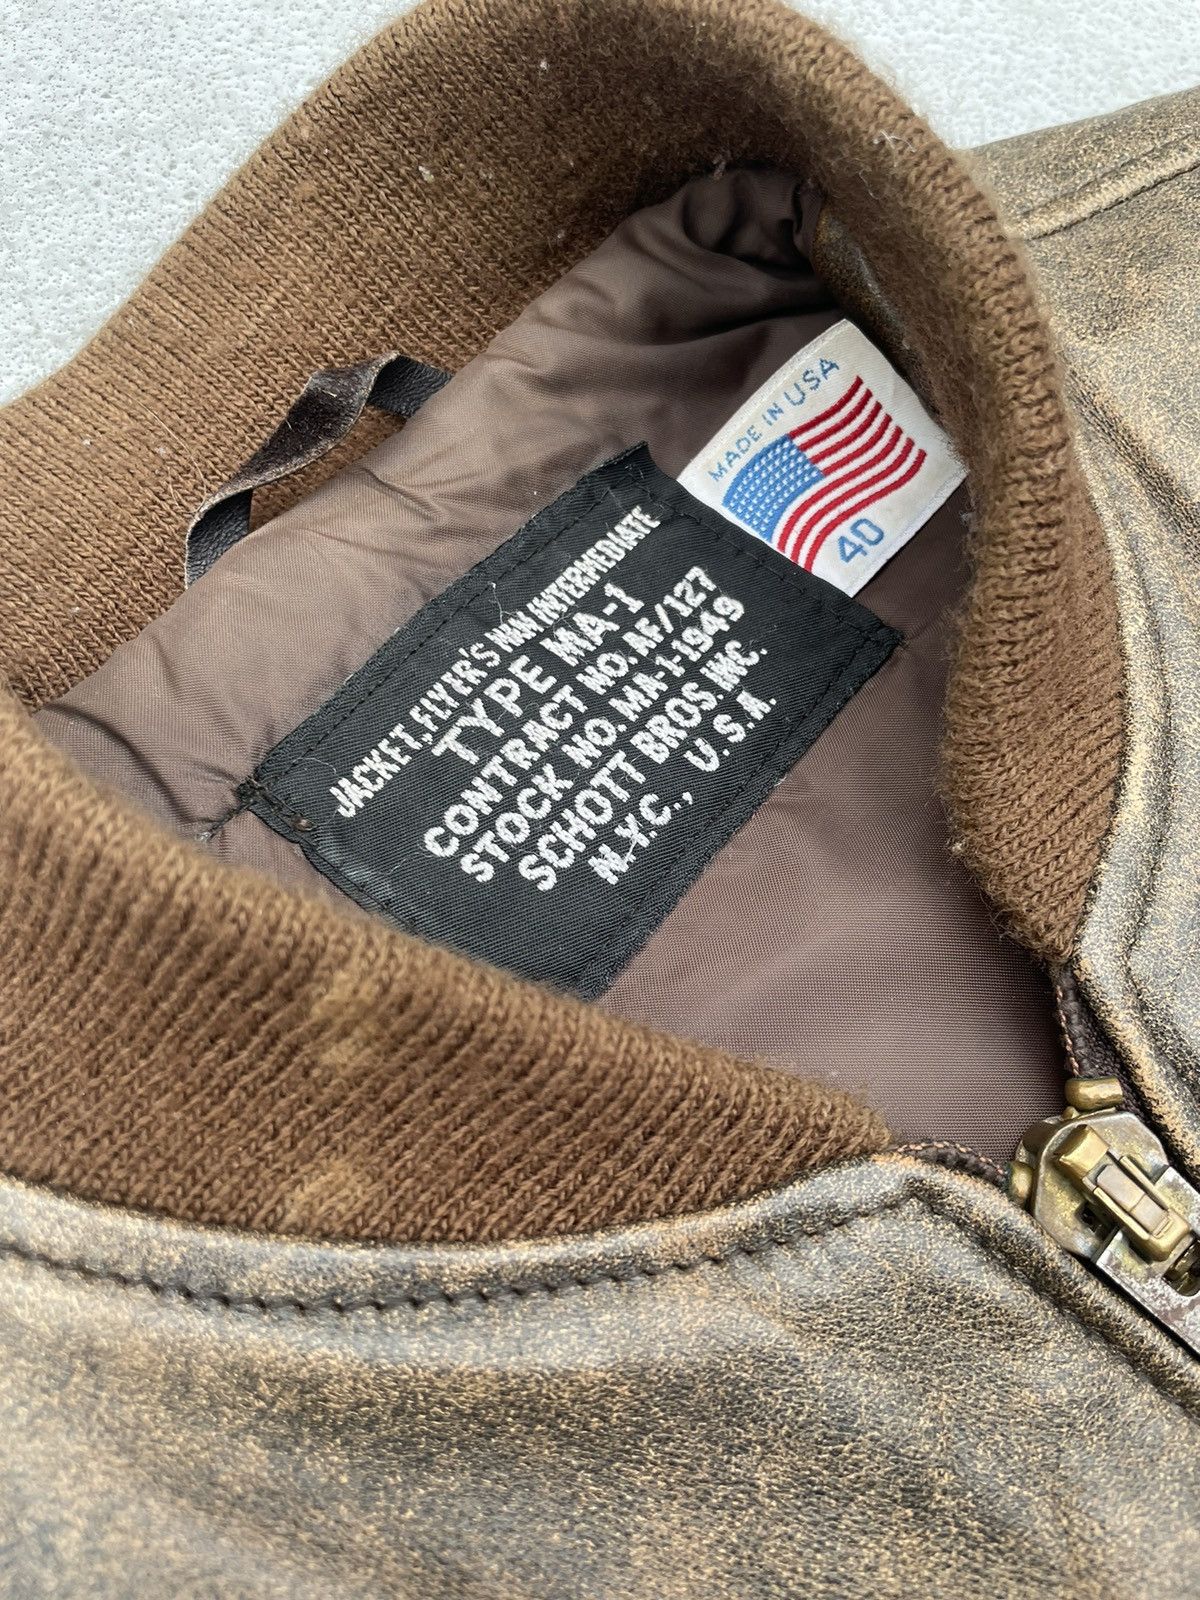 MADE IN USA
40
JACKET, FLYER'S MAN INTERMEDIATE
TYPE MA-1
CONTRACT NO. AF/127
STOCK NO. MA-1-1949
SCHOTT BROS. INC.
N.Y.C., U.S.A.